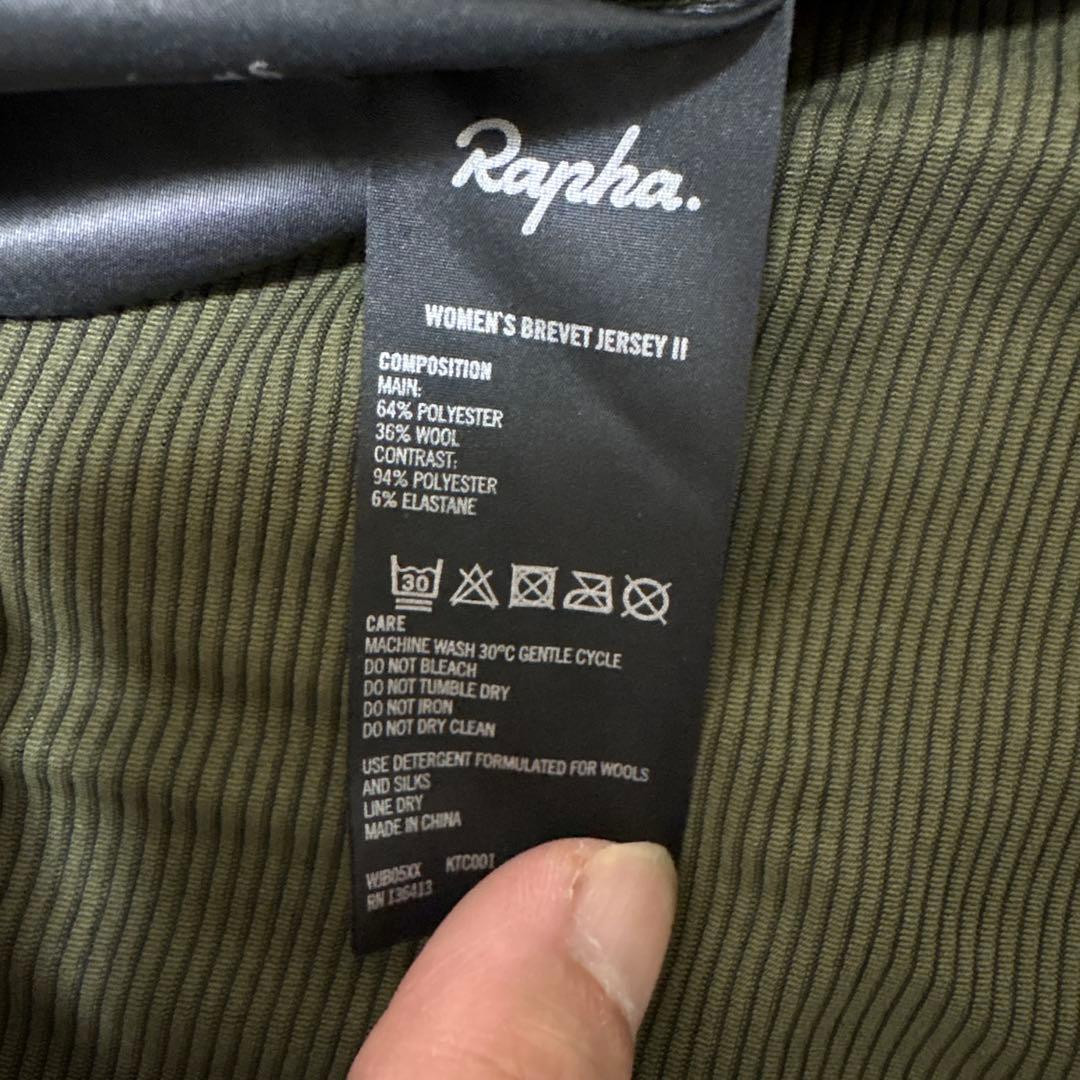 Rapha.
WOMEN'S BREVET JERSEY II
COMPOSITION
MAIN:
64% POLYESTER
36% WOOL
CONTRAST:
94% POLYESTER
6% ELASTANE
30
CARE
MACHINE WASH 30°C GENTLE CYCLE
DO NOT BLEACH
DO NOT TUMBLE DRY
DO NOT IRON
DO NOT DRY CLEAN
USE DETERGENT FORMULATED FOR WOOLS
AND SILKS
LINE DRY
MADE IN CHINA
WJB05XX KTC001
RN 136413